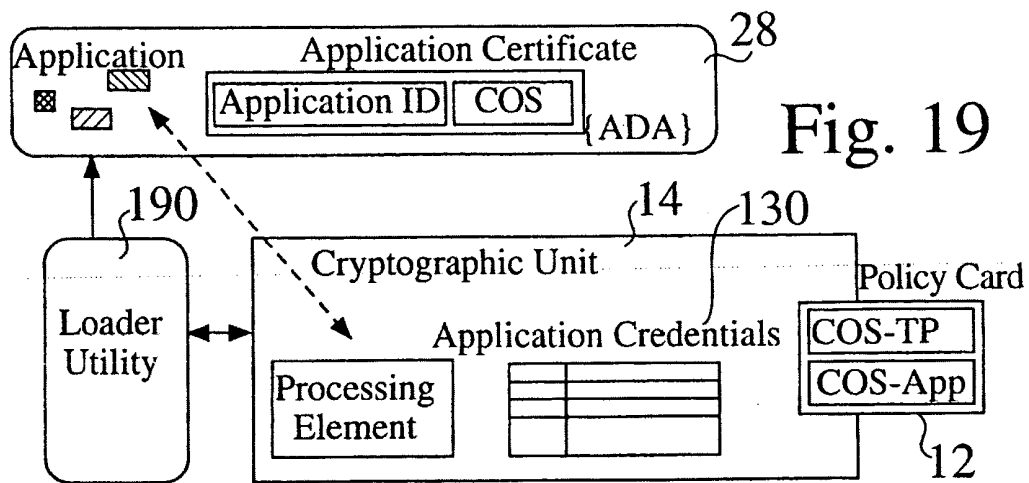 Application
Application Certificate
28
Application ID
COS
{ADA}
Fig. 19
190
14
130
Cryptographic Unit
Policy Card
Loader
Utility
Application Credentials
COS-TP
COS-App
Processing
Element
12